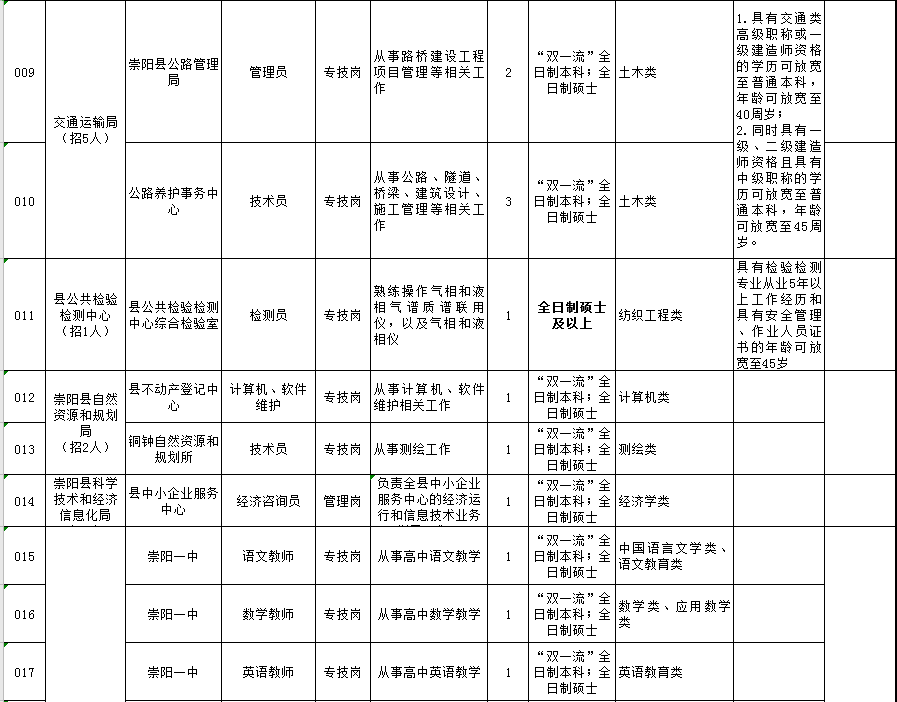 009
交通运输局
（招5人）
崇阳县公路管理
局
管理员
专技岗
从事路桥建设工程
项目管理等相关工
作
2
“双一流”全
日制本科；全
日制硕士
土木类
1.具有交通类
高级职称或一
级建造师资格
的学历可放宽
至普通本科，
年龄可放宽至
40周岁；
2.同时具有一
级、二级建造
师资格且具有
中级职称的学
历可放宽至普
通本科，年龄
可放宽至45周
岁。
010
公路养护事务中
心
技术员
专技岗
从事公路、隧道、
桥梁、建筑设计、
施工管理等相关工
作
3
“双一流”全
日制本科；全
日制硕士
土木类
011
县公共检验
检测中心
（招1人）
县公共检验检测
中心综合检验室
检测员
专技岗
熟练操作气相和液
相气谱质谱联用
仪，以及气相和液
相仪
1
全日制硕士
及以上
纺织工程类
具有检验检测
专业从业5年以
上工作经历和
具有安全管理
、作业人员证
书的年龄可放
宽至45岁
012
崇阳县自然
资源和规划
局
（招2人）
县不动产登记中
心
计算机、软件
维护
专技岗
从事计算机、软件
维护相关工作
1
“双一流”全
日制本科；全
日制硕士
计算机类
013
铜钟自然资源和
规划所
技术员
专技岗
从事测绘工作
1
“双一流”全
日制本科；全
日制硕士
测绘类
014
崇阳县科学
技术和经济
信息化局
县中小企业服务
中心
经济咨询员
管理岗
负责全县中小企业
服务中心的经济运
行和信息技术业务
1
“双一流”全
日制本科；全
日制硕士
经济学类
015
崇阳一中
语文教师
专技岗
从事高中语文教学
1
“双一流”全
日制本科；全
日制硕士
中国语言文学类、
语文教育类
016
崇阳一中
数学教师
专技岗
从事高中数学教学
1
“双一流”全
日制本科；全
日制硕士
数学类、应用数学
类
017
崇阳一中
英语教师
专技岗
从事高中英语教学
1
“双一流”全
日制本科；全
日制硕士
英语教育类